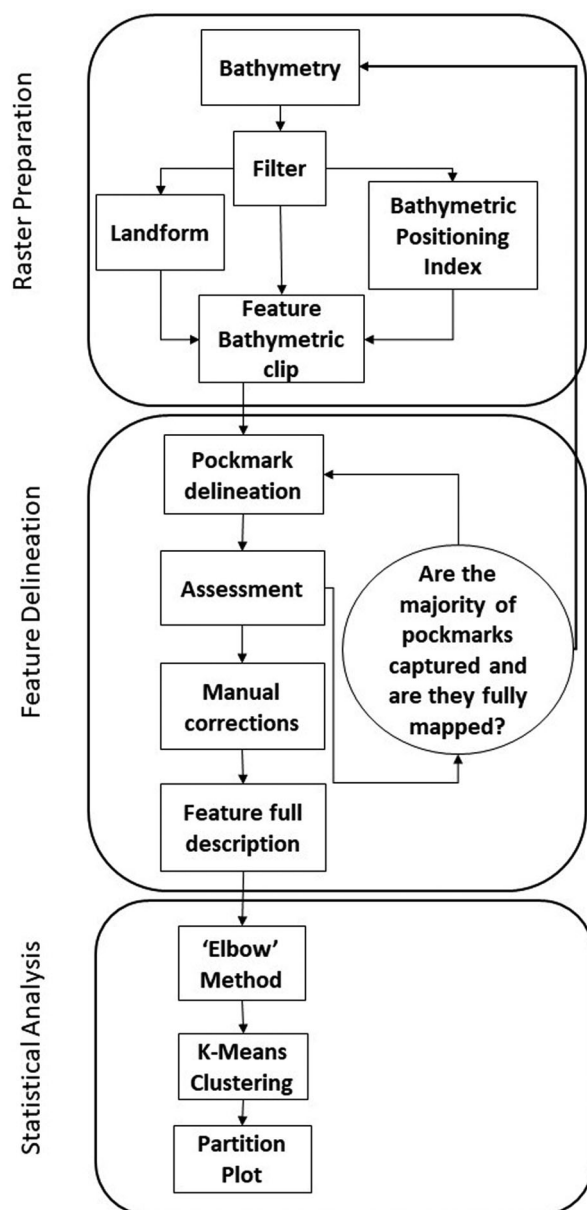 Raster Preparation
Bathymetry
Filter
Landform
Bathymetric
Positioning
Index
Feature
Bathymetric
clip
Feature Delineation
Pockmark
delineation
Assessment
Are the
majority of
pockmarks
captured and
are they fully
mapped?
Manual
corrections
Feature full
description
Statistical Analysis
‘Elbow’
Method
K-Means
Clustering
Partition
Plot